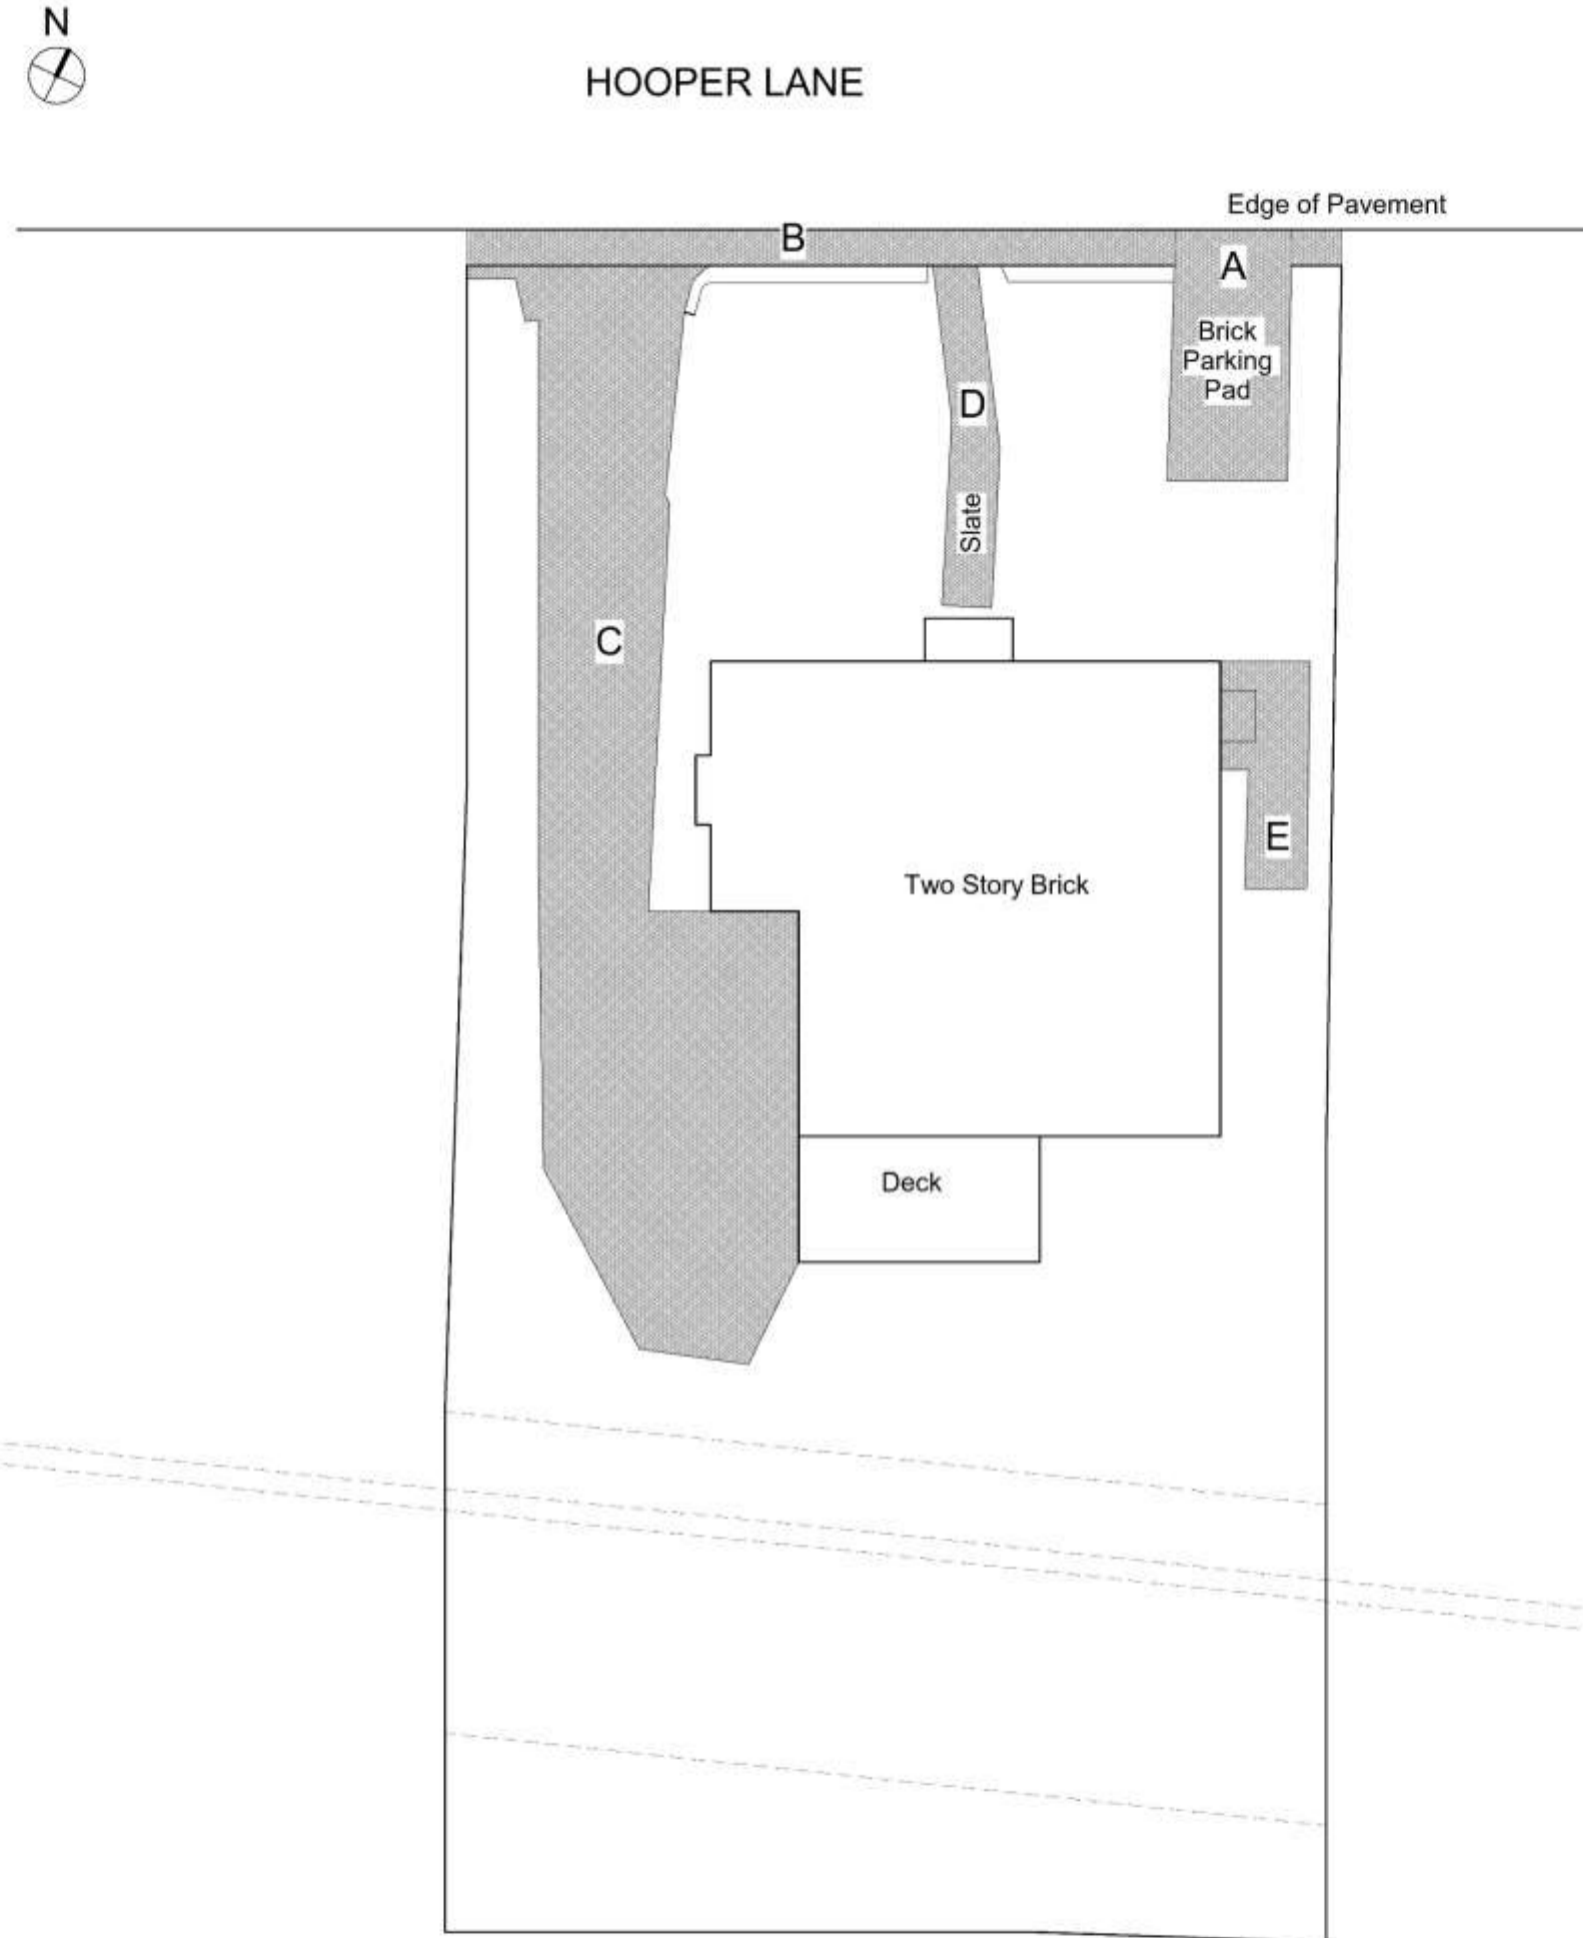 N
HOOPER LANE
Edge of Pavement
B
A
Brick
Parking
Pad
D
Slate
C
E
Two Story Brick
Deck